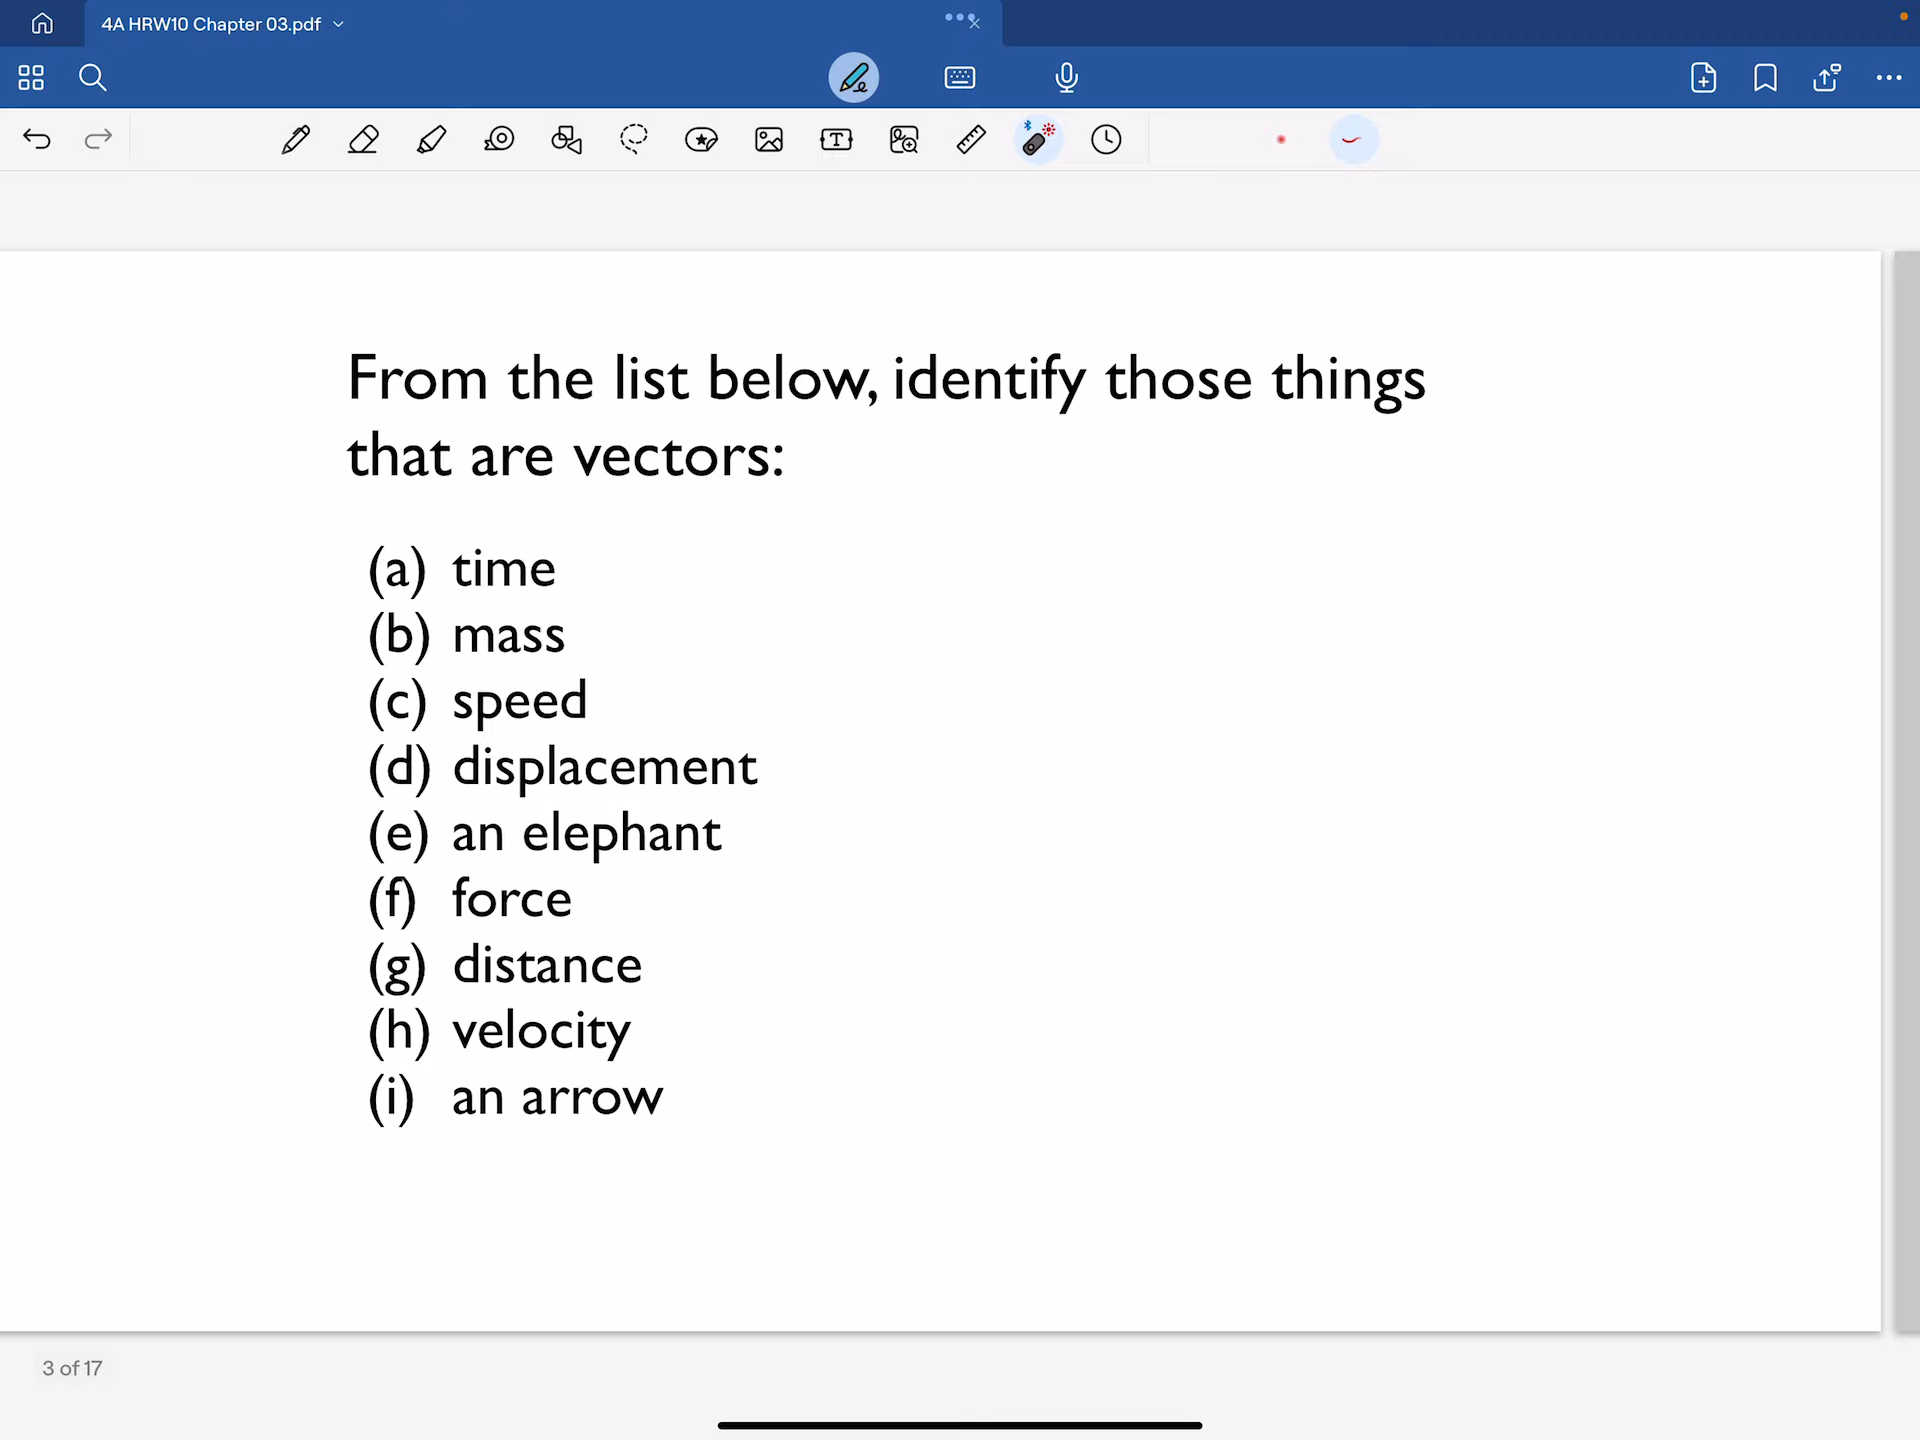 4A HRW10 Chapter 03.pdf
From the list below, identify those things
that are vectors:
(a) time
(b) mass
(c) speed
(d) displacement
(e) an elephant
(f) force
(g) distance
(h) velocity
(i) an arrow
3 of 17